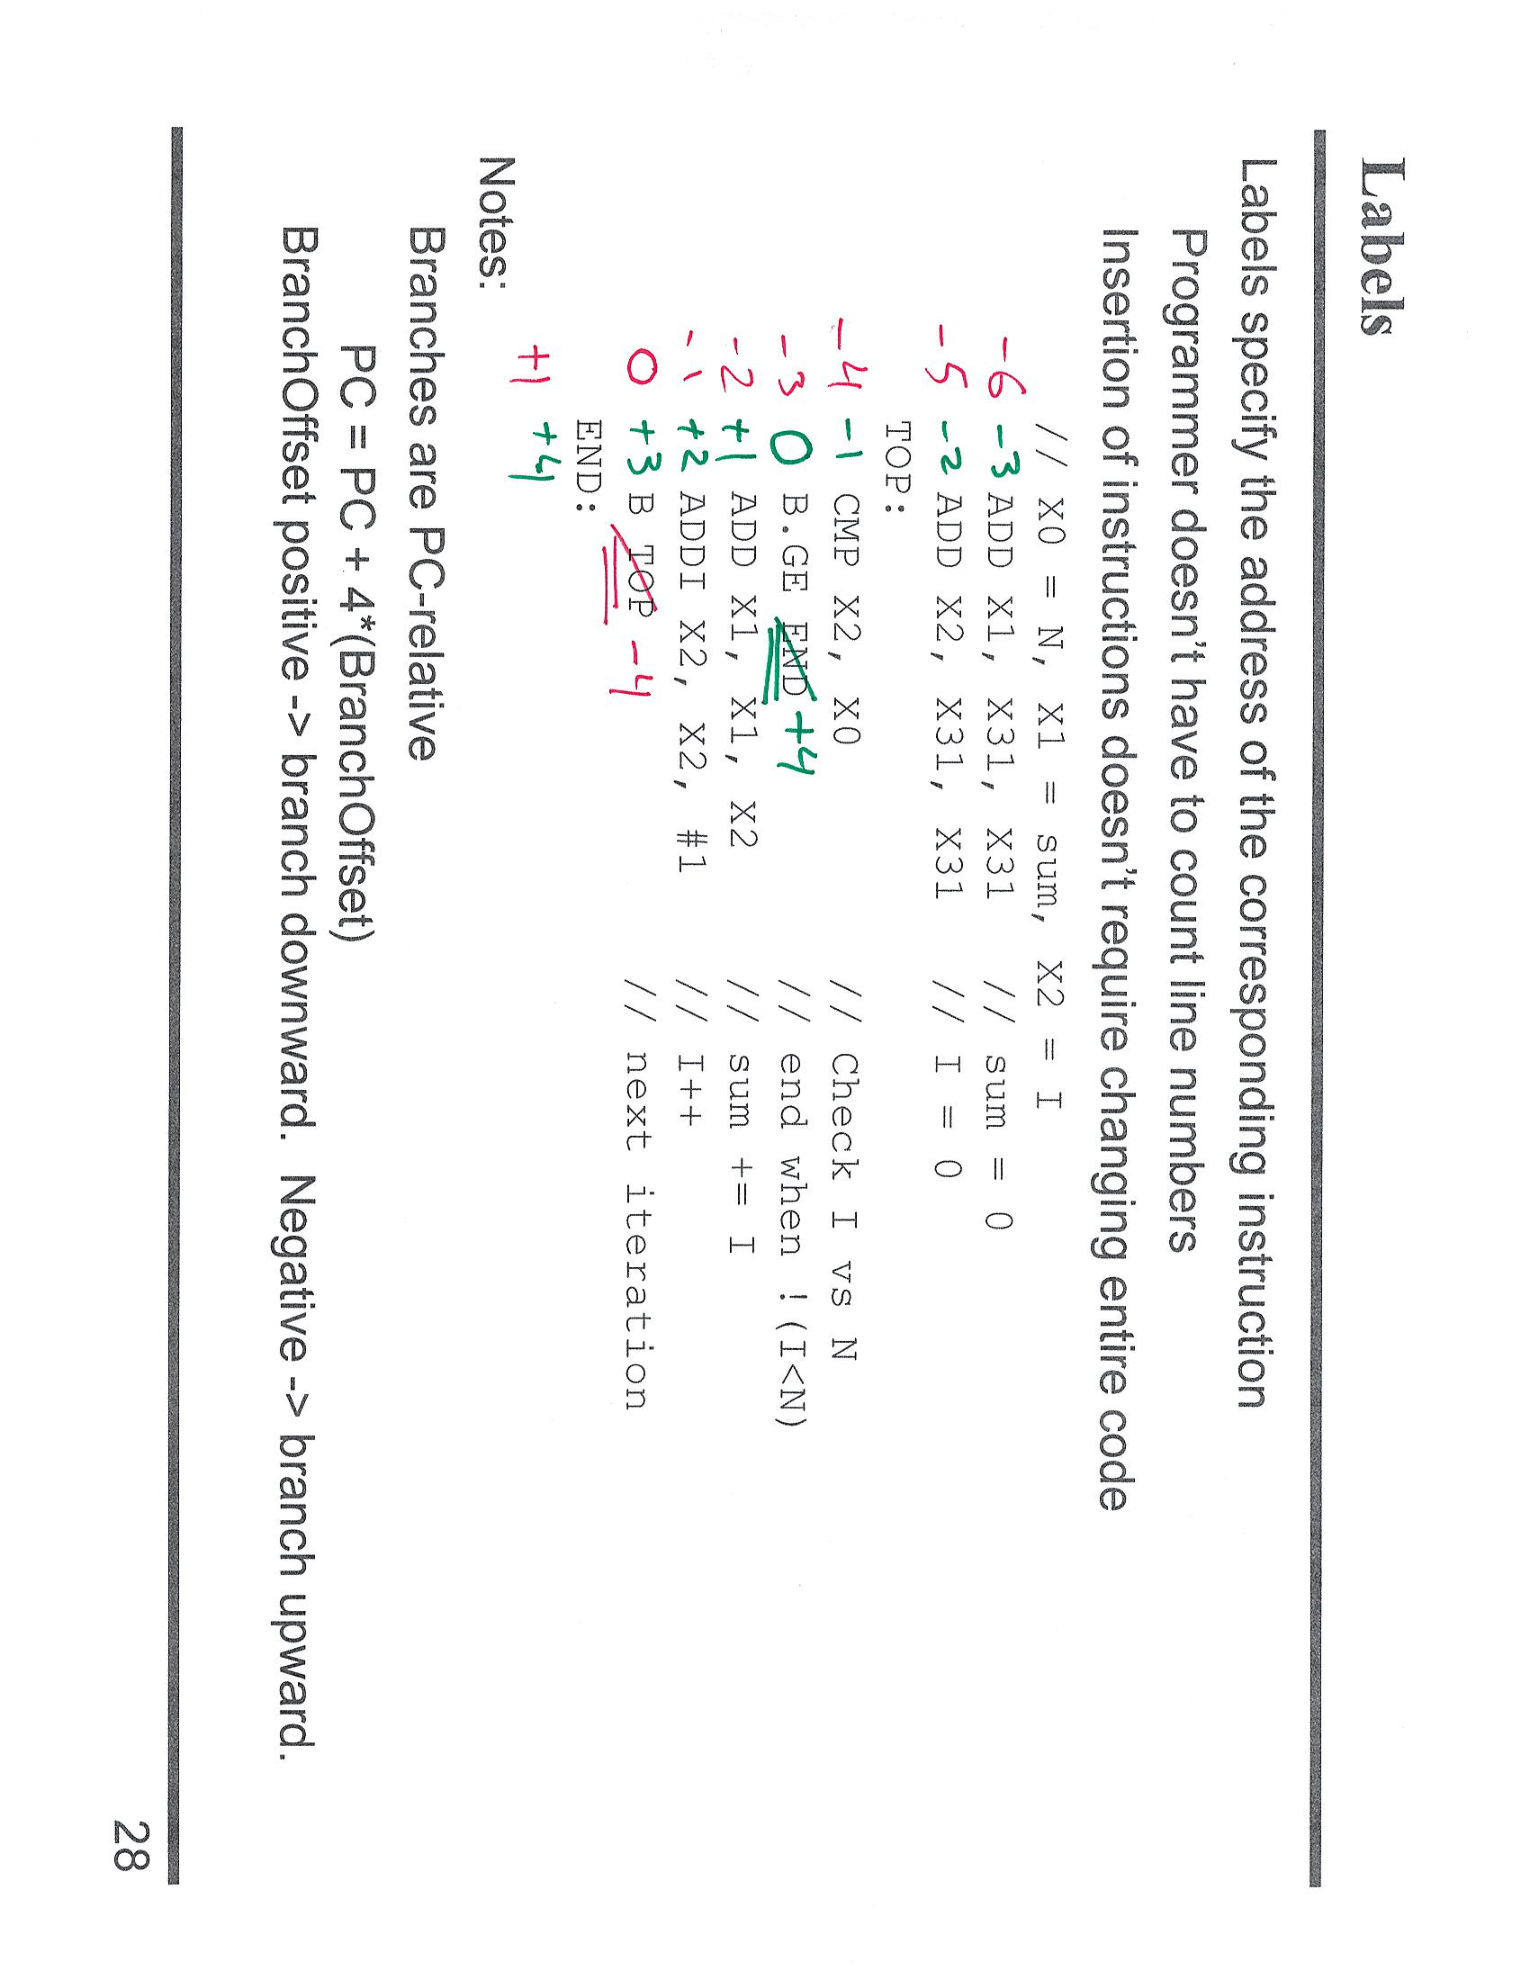 Labels
Labels specify the address of the corresponding instruction
Programmer doesn't have to count line numbers
Insertion of instructions doesn't require changing entire code
// X0 = N, X1 = sum, X2 = I
-6 -3 ADD X1, X31, X31 // sum = 0
-5 -2 ADD X2, X31, X31 // I = 0
TOP:
-4 -1 CMP X2, X0 // Check I vs N
-3 0 B.GE END +4 // end when !(I<N)
-2 +1 ADD X1, X1, X2 // sum += I
-1 +2 ADDI X2, X2, #1 // I++
0 +3 B TOP -4 // next iteration
END:
+1 +4
Notes:
Branches are PC-relative
PC = PC + 4*(BranchOffset)
BranchOffset positive -> branch downward. Negative -> branch upward.
28